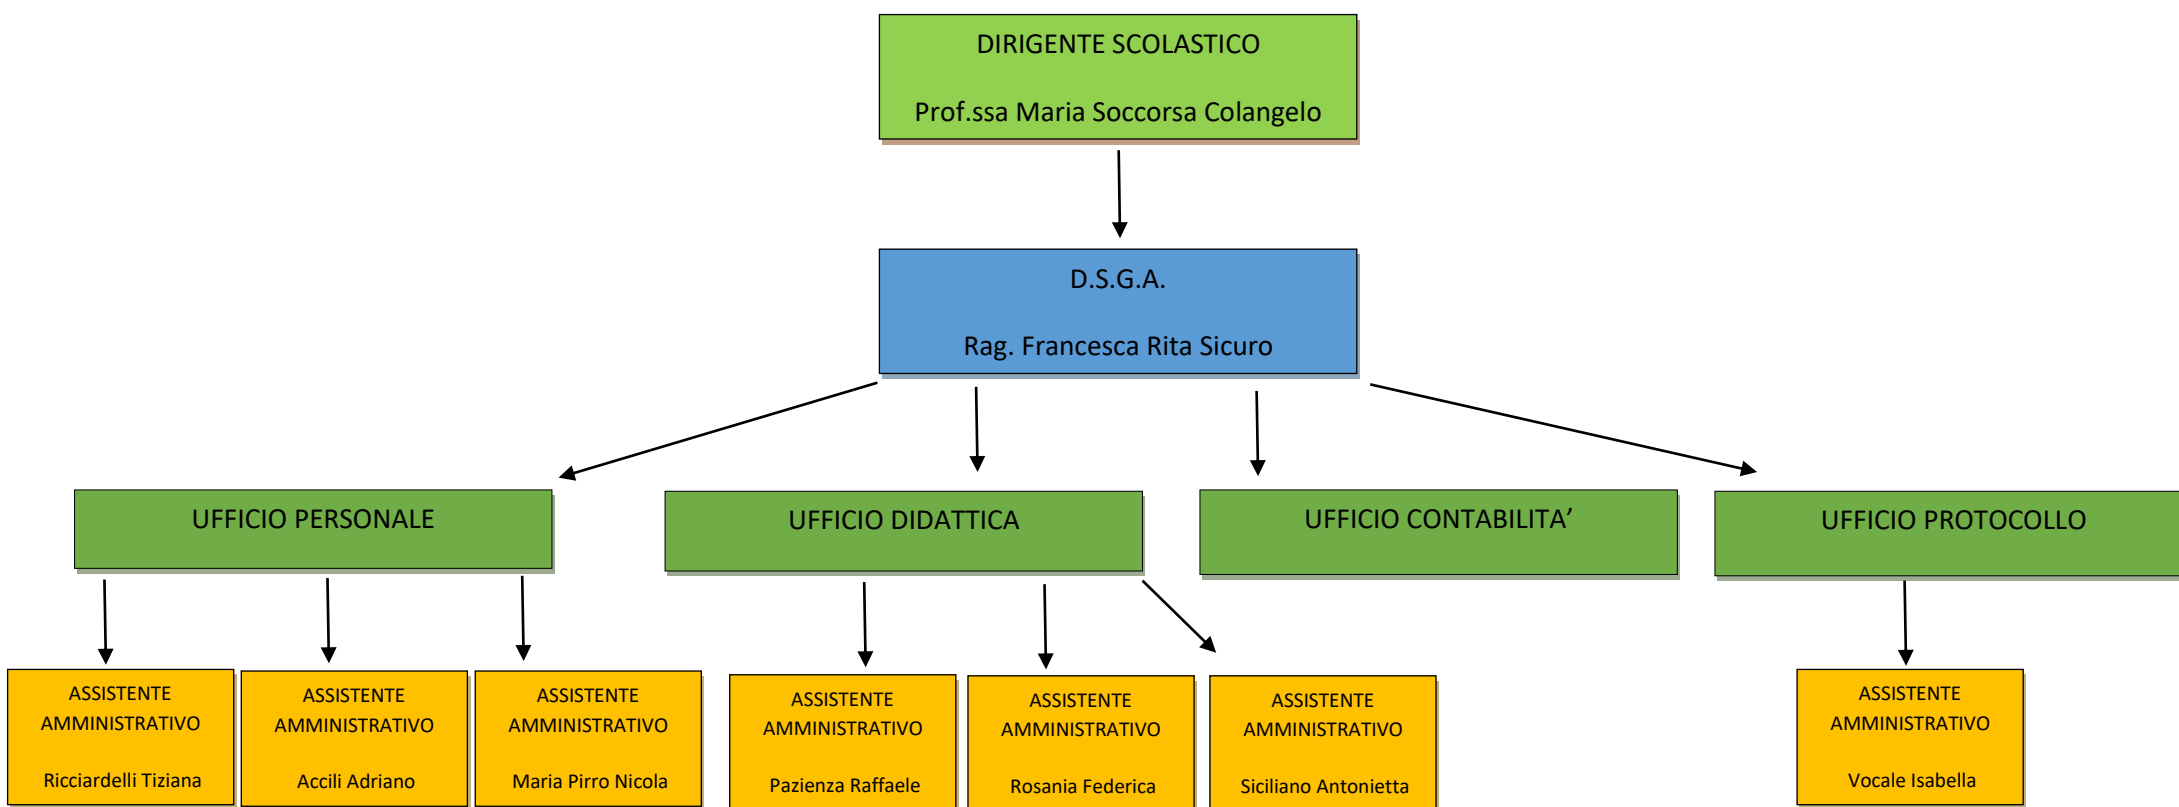 DIRIGENTE SCOLASTICO
Prof.ssa Maria Soccorsa Colangelo
D.S.G.A.
Rag. Francesca Rita Sicuro
UFFICIO PERSONALE
UFFICIO DIDATTICA
UFFICIO CONTABILITA’
UFFICIO PROTOCOLLO
ASSISTENTE
AMMINISTRATIVO
Ricciardelli Tiziana
ASSISTENTE
AMMINISTRATIVO
Accili Adriano
ASSISTENTE
AMMINISTRATIVO
Maria Pirro Nicola
ASSISTENTE
AMMINISTRATIVO
Pazienza Raffaele
ASSISTENTE
AMMINISTRATIVO
Rosania Federica
ASSISTENTE
AMMINISTRATIVO
Siciliano Antonietta
ASSISTENTE
AMMINISTRATIVO
Vocale Isabella